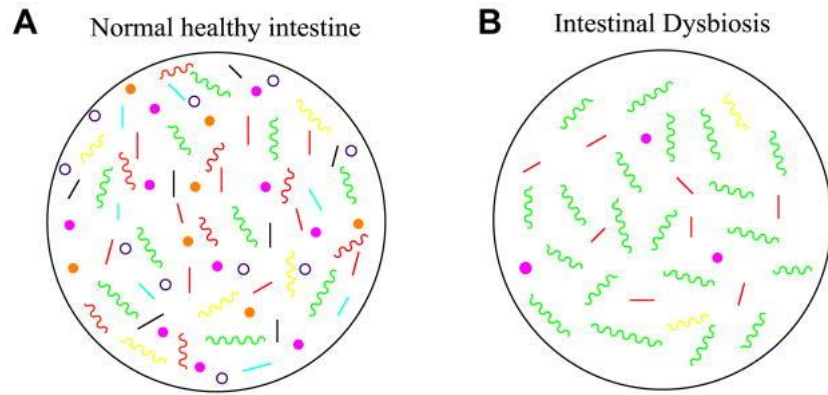 A
Normal healthy intestine
B
Intestinal Dysbiosis